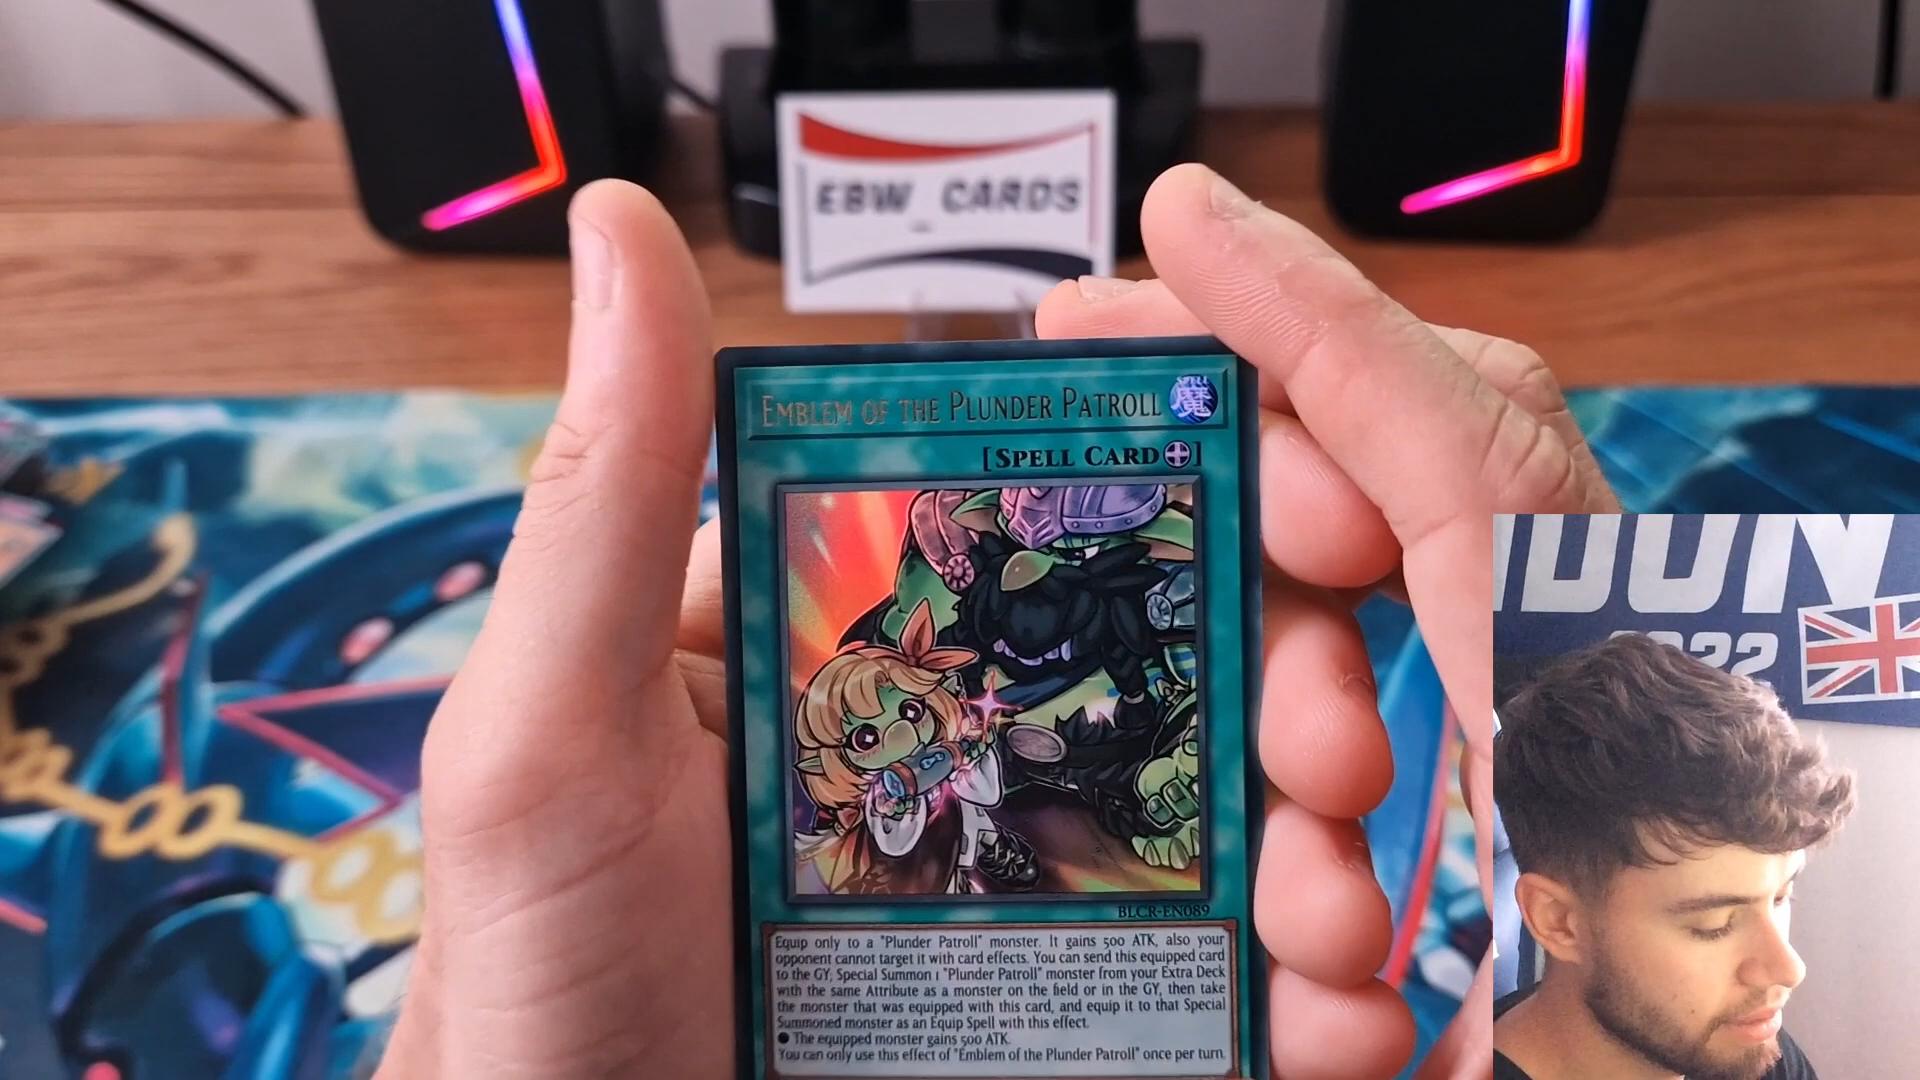 EBW_CARDS
EMBLEM OF THE PLUNDER PATROLL
SPELL
魔
[SPELL CARD]
BLCR-EN089
Equip only to a "Plunder Patroll" monster. It gains 500 ATK, also your
opponent cannot target it with card effects. You can send this equipped card
to the GY; Special Summon 1 "Plunder Patroll" monster from your Extra Deck
with the same Attribute as a monster on the field or in the GY, then take
the monster that was equipped with this card, and equip it to that Special
Summoned monster as an Equip Spell with this effect.
● The equipped monster gains 500 ATK.
You can only use this effect of "Emblem of the Plunder Patroll" once per turn.
DON
2022